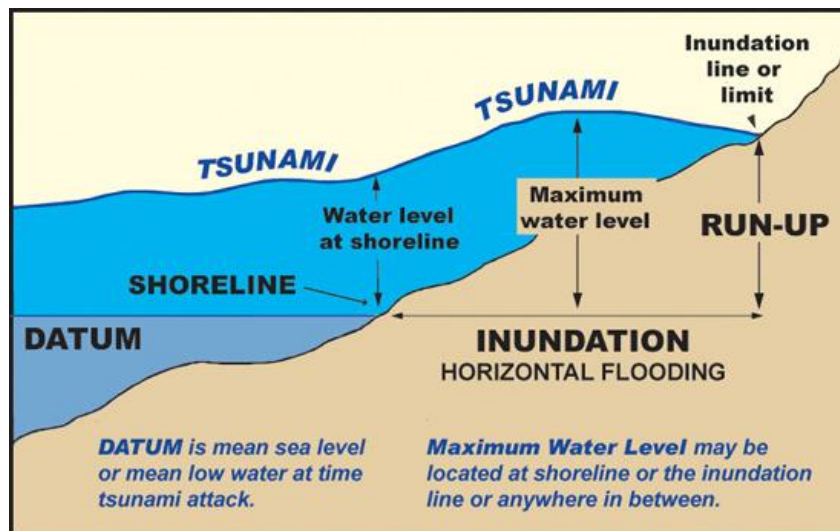 Inundation
line or
limit
TSUNAMI
TSUNAMI
Maximum
water level
Water level
at shoreline
RUN-UP
SHORELINE
DATUM
INUNDATION
HORIZONTAL FLOODING
DATUM is mean sea level
or mean low water at time
tsunami attack.
Maximum Water Level may be
located at shoreline or the inundation
line or anywhere in between.